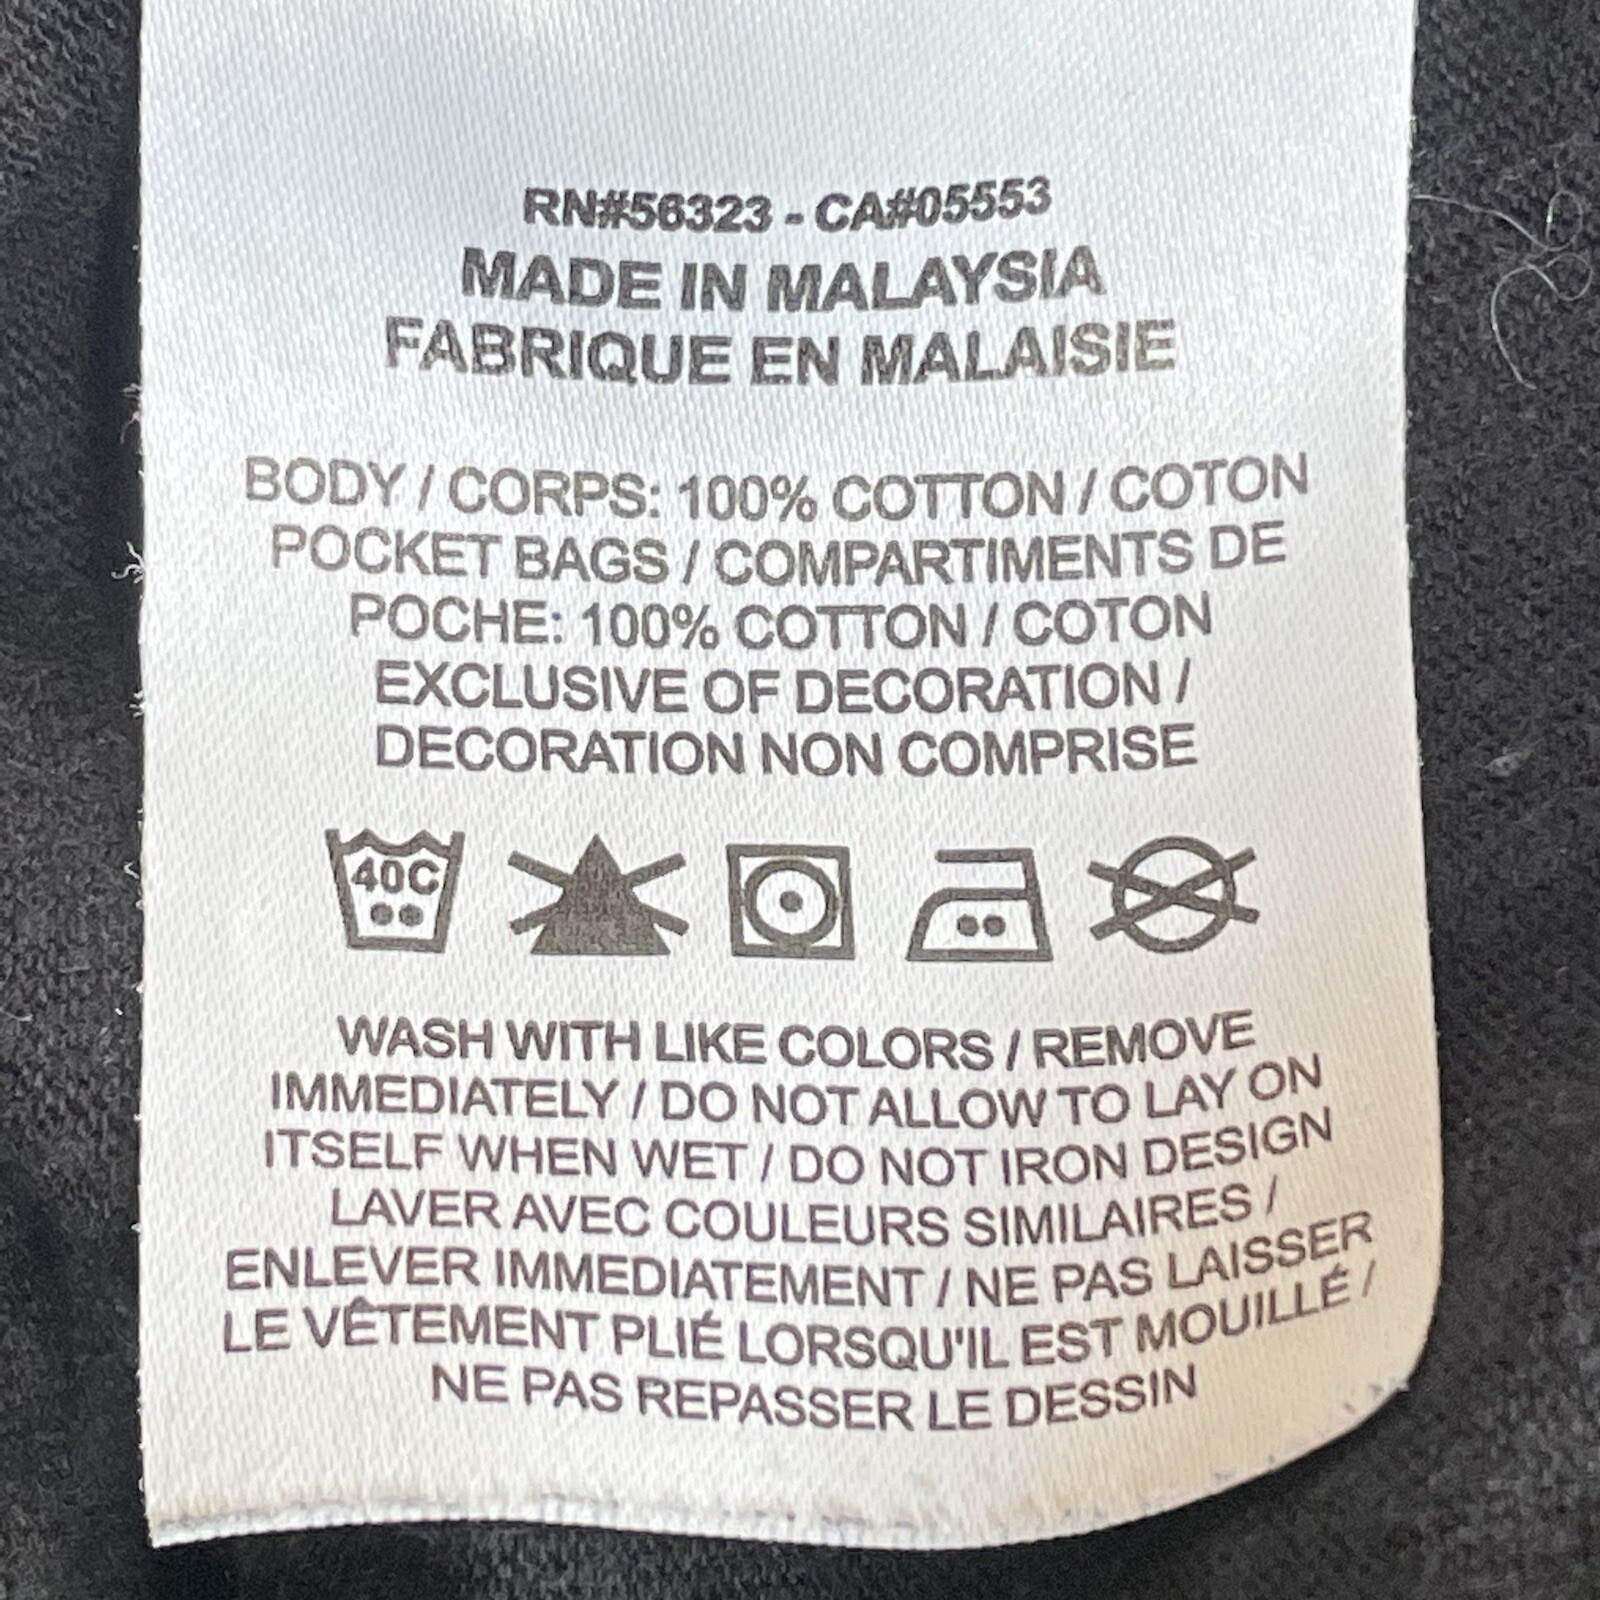 RN#56323 - CA#05553
MADE IN MALAYSIA
FABRIQUE EN MALAISIE
BODY / CORPS: 100% COTTON / COTON
POCKET BAGS / COMPARTIMENTS DE
POCHE: 100% COTTON / COTON
EXCLUSIVE OF DECORATION /
DECORATION NON COMPRISE
40C
WASH WITH LIKE COLORS / REMOVE
IMMEDIATELY / DO NOT ALLOW TO LAY ON
ITSELF WHEN WET / DO NOT IRON DESIGN
LAVER AVEC COULEURS SIMILAIRES /
ENLEVER IMMEDIATEMENT / NE PAS LAISSER
LE VÊTEMENT PLIÉ LORSQU'IL EST MOUILLÉ /
NE PAS REPASSER LE DESSIN